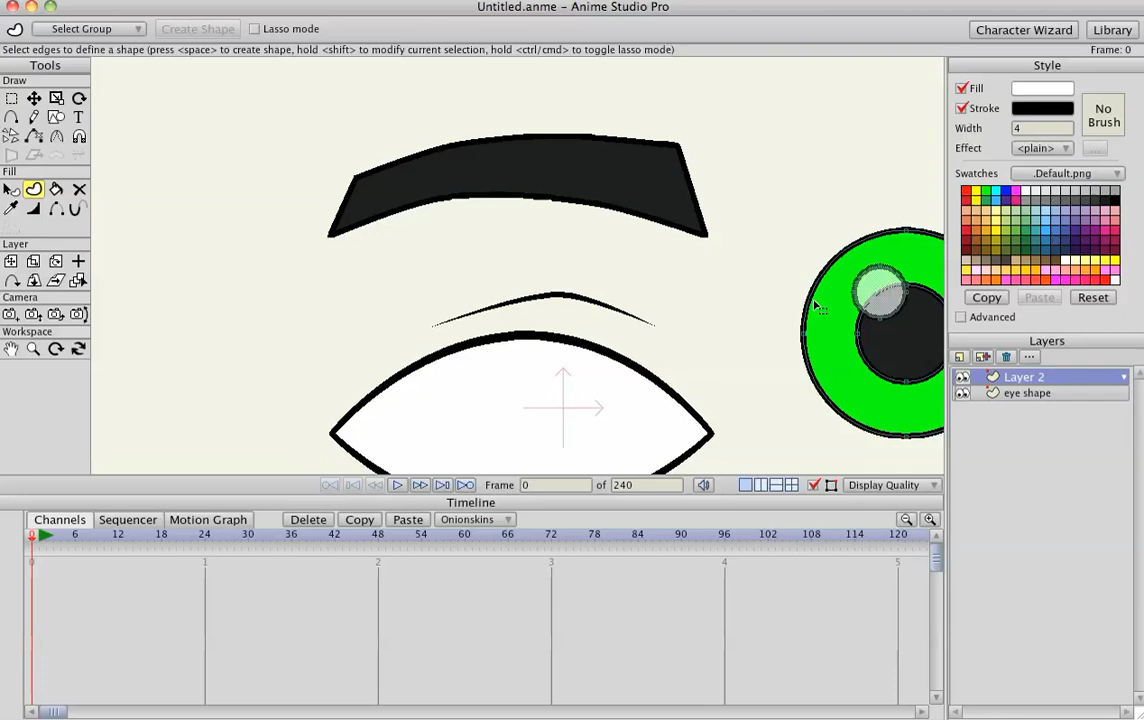 Untitled.anme – Anime Studio Pro
Select Group
Create Shape
Lasso mode
Character Wizard
Library
Select edges to define a shape (press <space> to create shape, hold <shift> to modify current selection, hold <ctrl/cmd> to toggle lasso mode)
Frame: 0
Tools
Draw
T
Fill
Layer
Camera
Workspace
Style
Fill
Stroke
No
Brush
Width
4
Effect
<plain>
...
Swatches
.Default.png
Copy
Paste
Reset
Advanced
Layers
...
Layer 2
eye shape
Frame
0
of
240
Display Quality
Timeline
Channels
Sequencer
Motion Graph
Delete
Copy
Paste
Onionskins
0 6 12 18 24 30 36 42 48 54 60 66 72 78 84 90 96 102 108 114 120
0 1 2 3 4 5